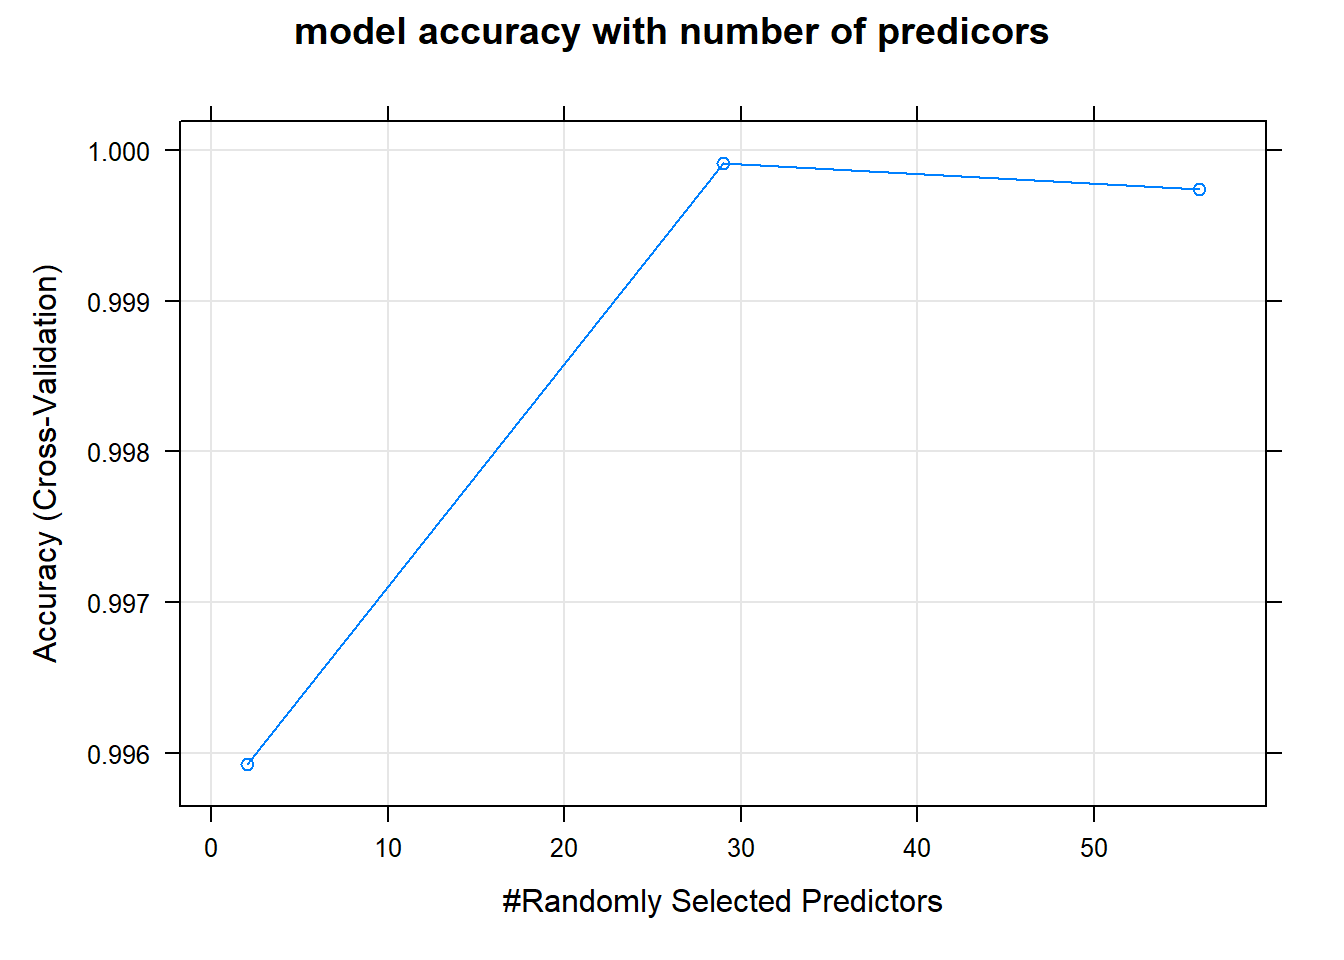 model accuracy with number of predicors
1.000
0.999
0.998
0.997
0.996
Accuracy (Cross-Validation)
0 10 20 30 40 50
#Randomly Selected Predictors